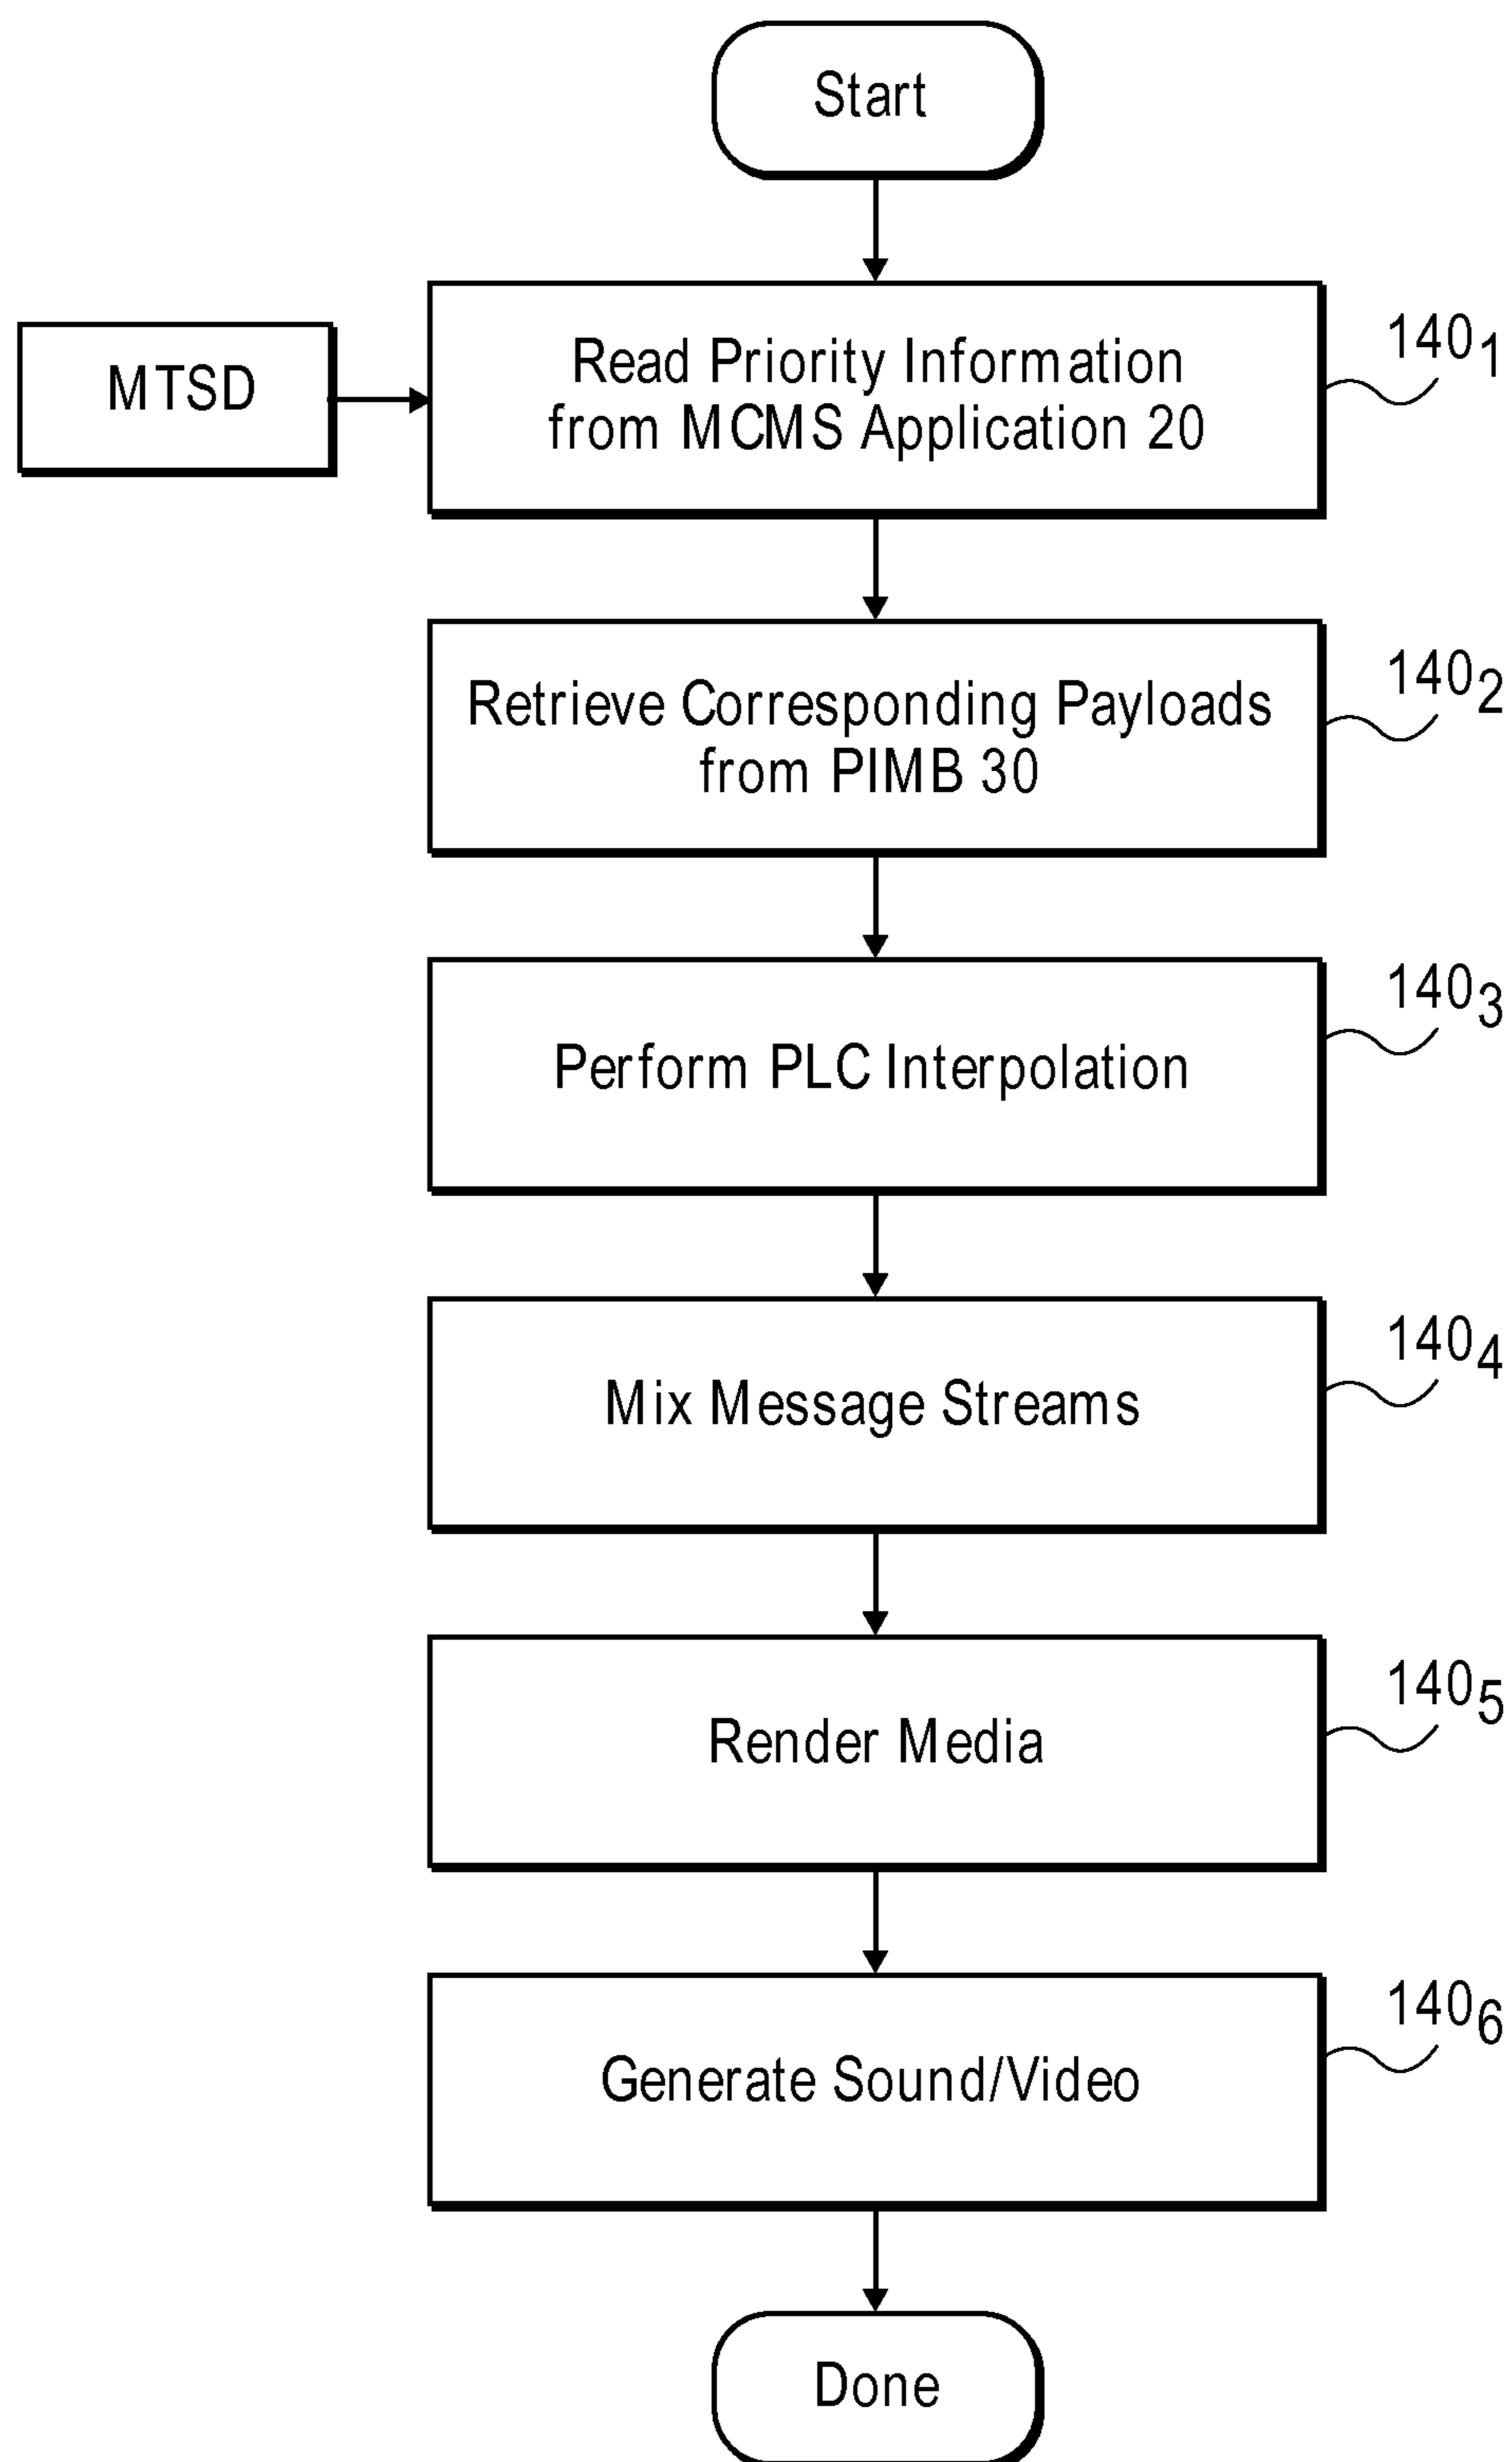 Start
MTSD
Read Priority Information
from MCMS Application 20
140₁
Retrieve Corresponding Payloads
from PIMB 30
140₂
Perform PLC Interpolation
140₃
Mix Message Streams
140₄
Render Media
140₅
Generate Sound/Video
140₆
Done